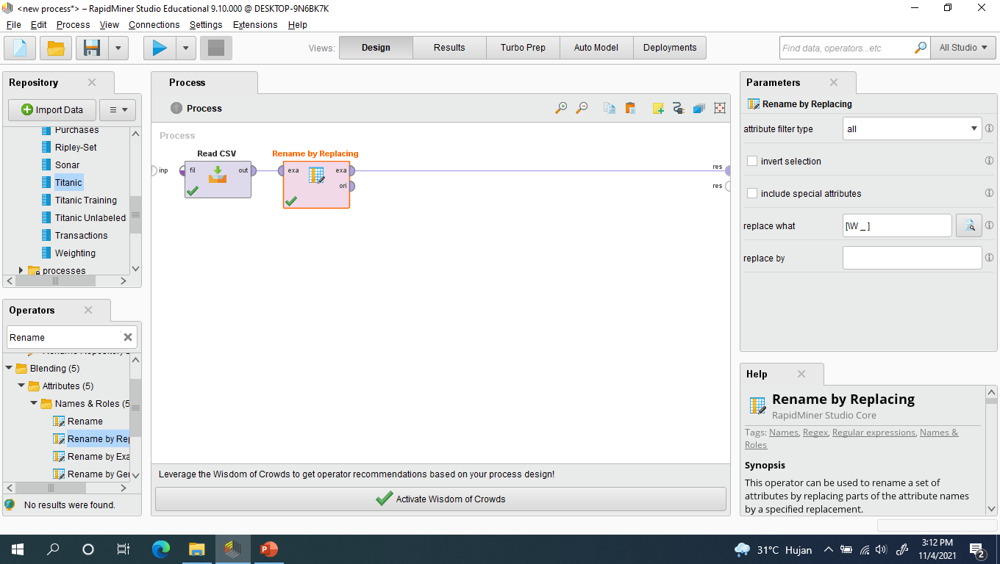 <new process*> – RapidMiner Studio Educational 9.10.000 @ DESKTOP-9N6BK7K
File Edit Process View Connections Settings Extensions Help
Views: Design Results Turbo Prep Auto Model Deployments
Find data, operators...etc
All Studio
Repository
Import Data
Purchases
Ripley-Set
Sonar
Titanic
Titanic Training
Titanic Unlabeled
Transactions
Weighting
processes
Operators
Rename
Blending (5)
Attributes (5)
Names & Roles (5
Rename
Rename by Rep
Rename by Exa
Rename by Ger
No results were found.
Process
Process
Process
Read CSV
Rename by Replacing
inp
fil out
exa exa
ori
res
res
Leverage the Wisdom of Crowds to get operator recommendations based on your process design!
Activate Wisdom of Crowds
Parameters
Rename by Replacing
attribute filter type all
invert selection
include special attributes
replace what [\W _ ]
replace by
Help
Rename by Replacing
RapidMiner Studio Core
Tags: Names, Regex, Regular expressions, Names &
Roles
Synopsis
This operator can be used to rename a set of
attributes by replacing parts of the attribute names
by a specified replacement.
31°C Hujan
3:12 PM
11/4/2021
2